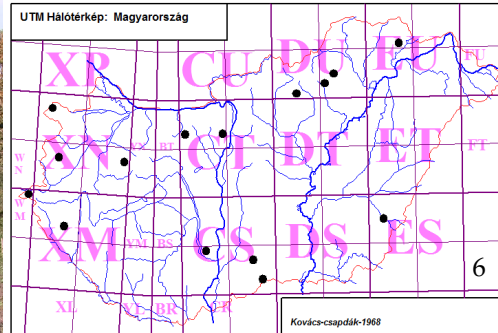 UTM Hálótérkép: Magyarország
XP CU DU EU FU
XN YN BT CT DT ET FT
WN
WM
XM YM BS CS DS ES
XL YL BR CR
6
Kovács-csapdák-1968